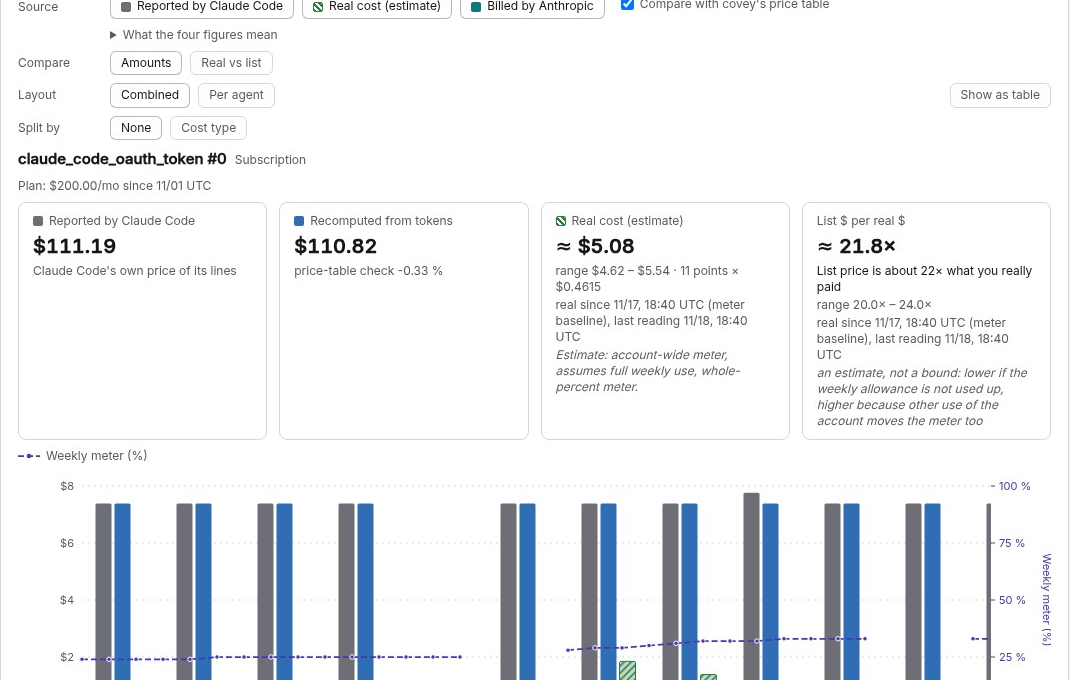 Source
Reported by Claude Code
Real cost (estimate)
Billed by Anthropic
Compare with covey's price table
What the four figures mean
Compare
Amounts
Real vs list
Layout
Combined
Per agent
Show as table
Split by
None
Cost type
claude_code_oauth_token #0 Subscription
Plan: $200.00/mo since 11/01 UTC
Reported by Claude Code
$111.19
Claude Code's own price of its lines
Recomputed from tokens
$110.82
price-table check -0.33 %
Real cost (estimate)
≈ $5.08
range $4.62 – $5.54 · 11 points ×
$0.4615
real since 11/17, 18:40 UTC (meter
baseline), last reading 11/18, 18:40
UTC
Estimate: account-wide meter,
assumes full weekly use, whole-
percent meter.
List $ per real $
≈ 21.8×
List price is about 22× what you really
paid
range 20.0× – 24.0×
real since 11/17, 18:40 UTC (meter
baseline), last reading 11/18, 18:40
UTC
an estimate, not a bound: lower if the
weekly allowance is not used up,
higher because other use of the
account moves the meter too
Weekly meter (%)
$8
$6
$4
$2
100 %
75 %
50 %
25 %
Weekly meter (%)